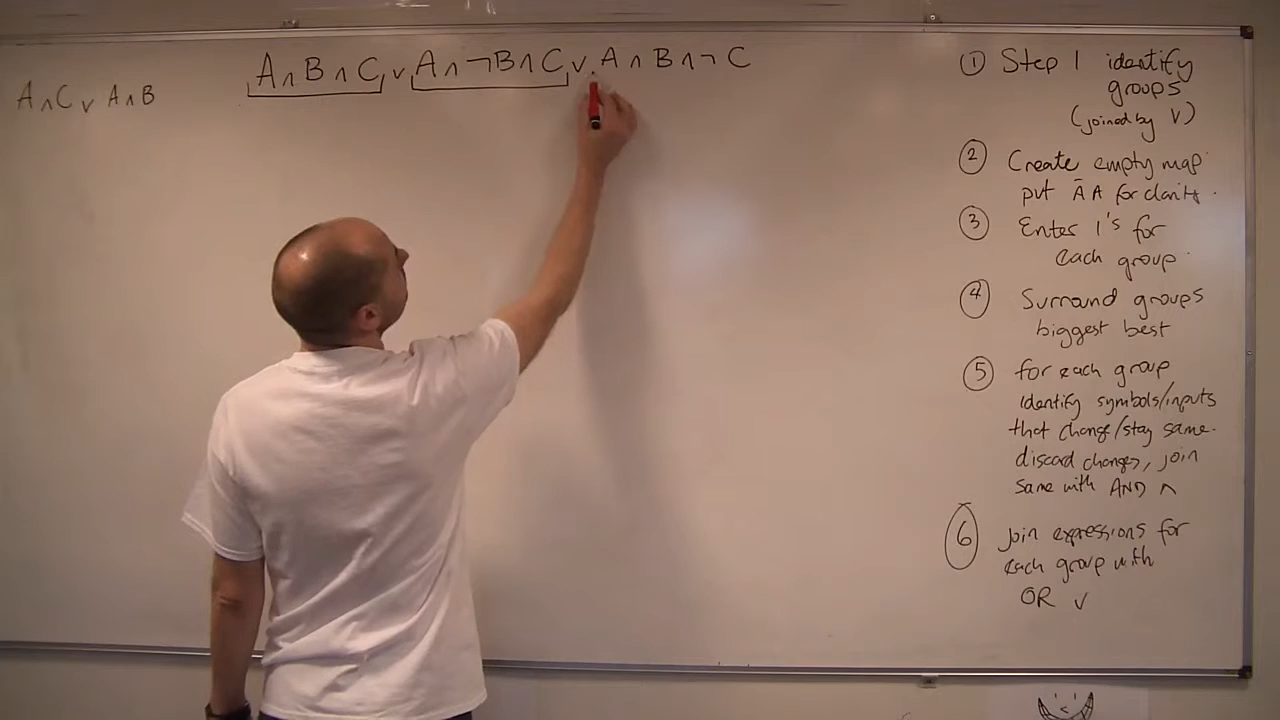 A∧B∧C ∨ A∧¬B∧C ∨ A∧B∧¬C
A∧C ∨ A∧B
① Step 1 identify
groups
(joined by ∨)
② Create empty map
put Ā A for clarity.
③ Enter 1's for
each group.
④ Surround groups
biggest best
⑤ for each group
identify symbols/inputs
that change/stay same.
discard changes, join
same with AND ∧
⑥ join expressions for
each group with
OR ∨